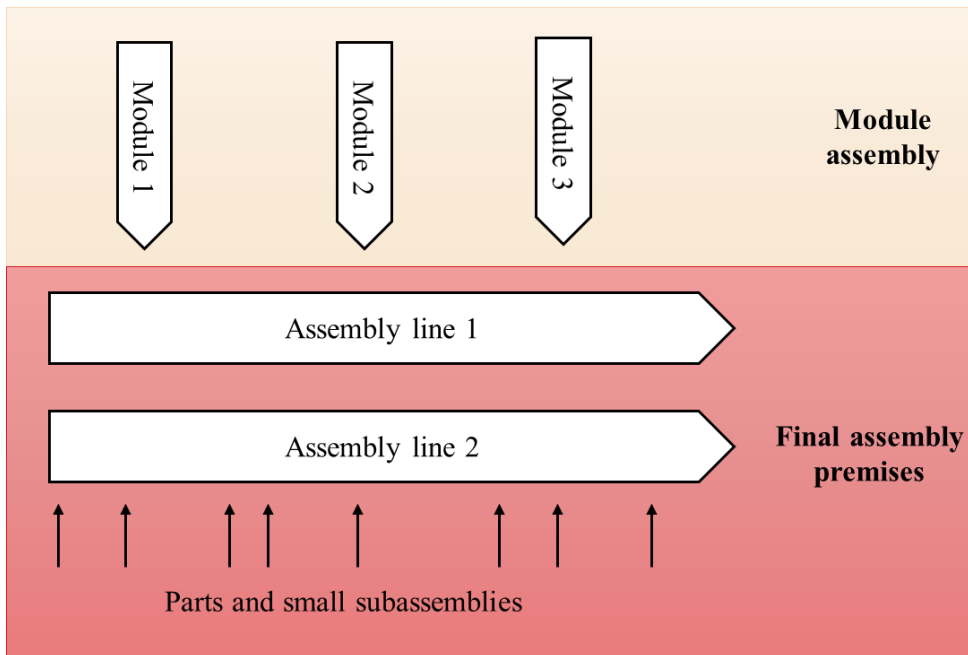 Module 1
Module 2
Module 3
Module
assembly
Assembly line 1
Assembly line 2
Final assembly
premises
Parts and small subassemblies